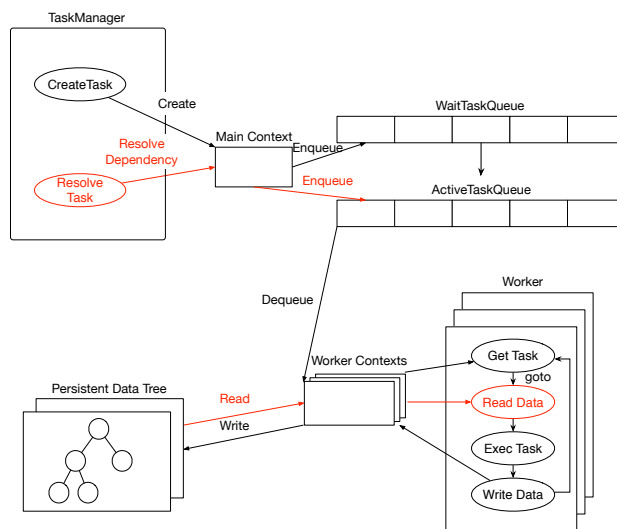 TaskManager
CreateTask
Create
WaitTaskQueue
Main Context
Enqueue
Resolve
Dependency
Resolve
Task
Enqueue
ActiveTaskQueue
Dequeue
Worker
Worker Contexts
Get Task
goto
Persistent Data Tree
Read
Read Data
Write
Exec Task
Write Data